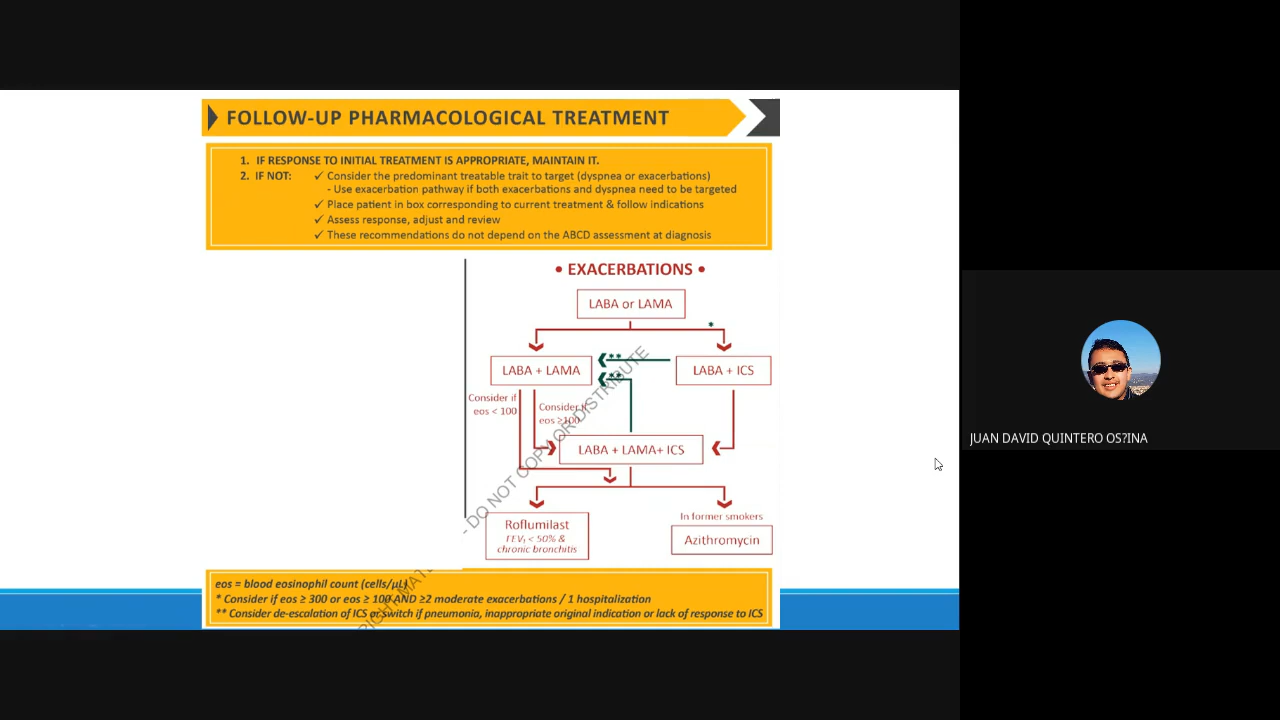 FOLLOW-UP PHARMACOLOGICAL TREATMENT
1. IF RESPONSE TO INITIAL TREATMENT IS APPROPRIATE, MAINTAIN IT.
2. IF NOT: ✓ Consider the predominant treatable trait to target (dyspnea or exacerbations)
- Use exacerbation pathway if both exacerbations and dyspnea need to be targeted
✓ Place patient in box corresponding to current treatment & follow indications
✓ Assess response, adjust and review
✓ These recommendations do not depend on the ABCD assessment at diagnosis
• EXACERBATIONS •
LABA or LAMA
*
**
LABA + LAMA
LABA + ICS
**
Consider if
eos < 100
Consider if
eos ≥100
LABA + LAMA+ ICS
Roflumilast
FEV₁ < 50% &
chronic bronchitis
In former smokers
Azithromycin
- DO NOT COPY OR DISTRIBUTE
eos = blood eosinophil count (cells/μL)
* Consider if eos ≥ 300 or eos ≥ 100 AND ≥2 moderate exacerbations / 1 hospitalization
** Consider de-escalation of ICS or switch if pneumonia, inappropriate original indication or lack of response to ICS
JUAN DAVID QUINTERO OS?INA